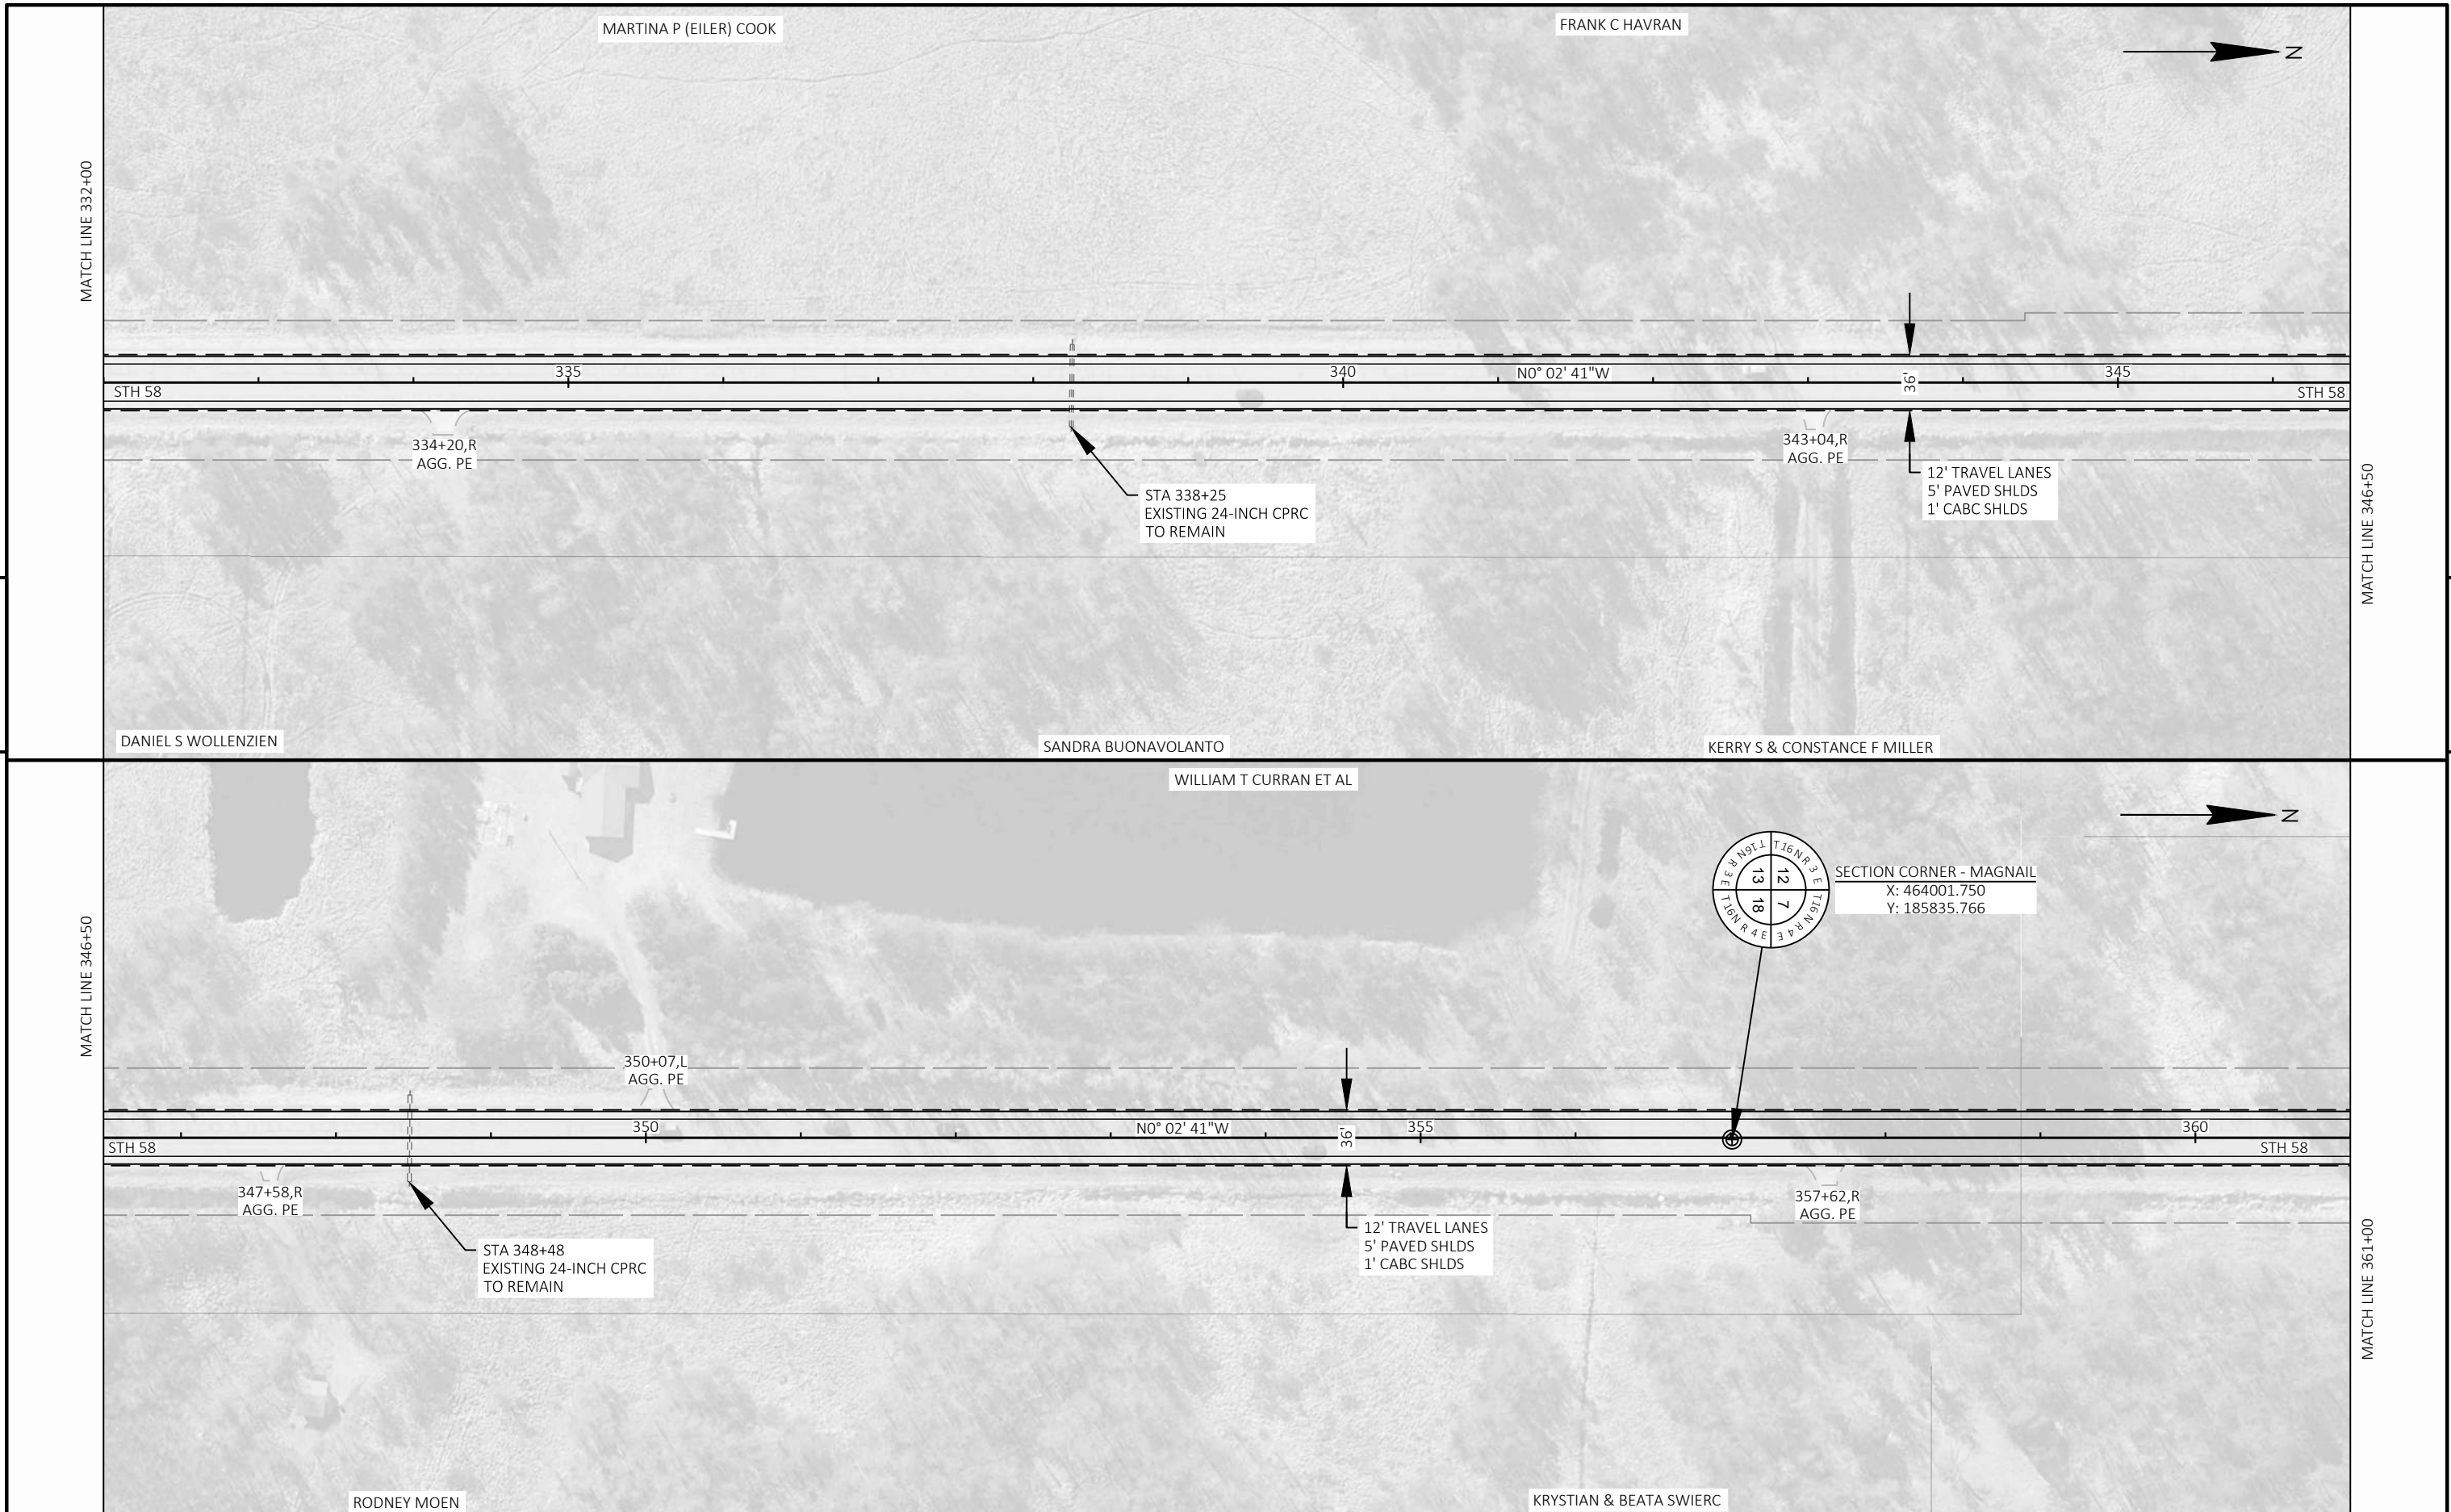 MARTINA P (EILER) COOK
FRANK C HAVRAN
N
MATCH LINE 332+00
335
340
N0° 02' 41"W
345
STH 58
36'
STH 58
334+20,R
AGG. PE
343+04,R
AGG. PE
STA 338+25
EXISTING 24-INCH CPRC
TO REMAIN
12' TRAVEL LANES
5' PAVED SHLDS
1' CABC SHLDS
MATCH LINE 346+50
DANIEL S WOLLENZIEN
SANDRA BUONAVOLANTO
KERRY S & CONSTANCE F MILLER
WILLIAM T CURRAN ET AL
N
T16N R 3 E
T16N R 3 E
13
12
18
7
T16N R 4 E
T16N R 4 E
SECTION CORNER - MAGNAIL
X: 464001.750
Y: 185835.766
MATCH LINE 346+50
350+07,L
AGG. PE
350
N0° 02' 41"W
36'
355
360
STH 58
STH 58
347+58,R
AGG. PE
357+62,R
AGG. PE
STA 348+48
EXISTING 24-INCH CPRC
TO REMAIN
12' TRAVEL LANES
5' PAVED SHLDS
1' CABC SHLDS
MATCH LINE 361+00
RODNEY MOEN
KRYSTIAN & BEATA SWIERC